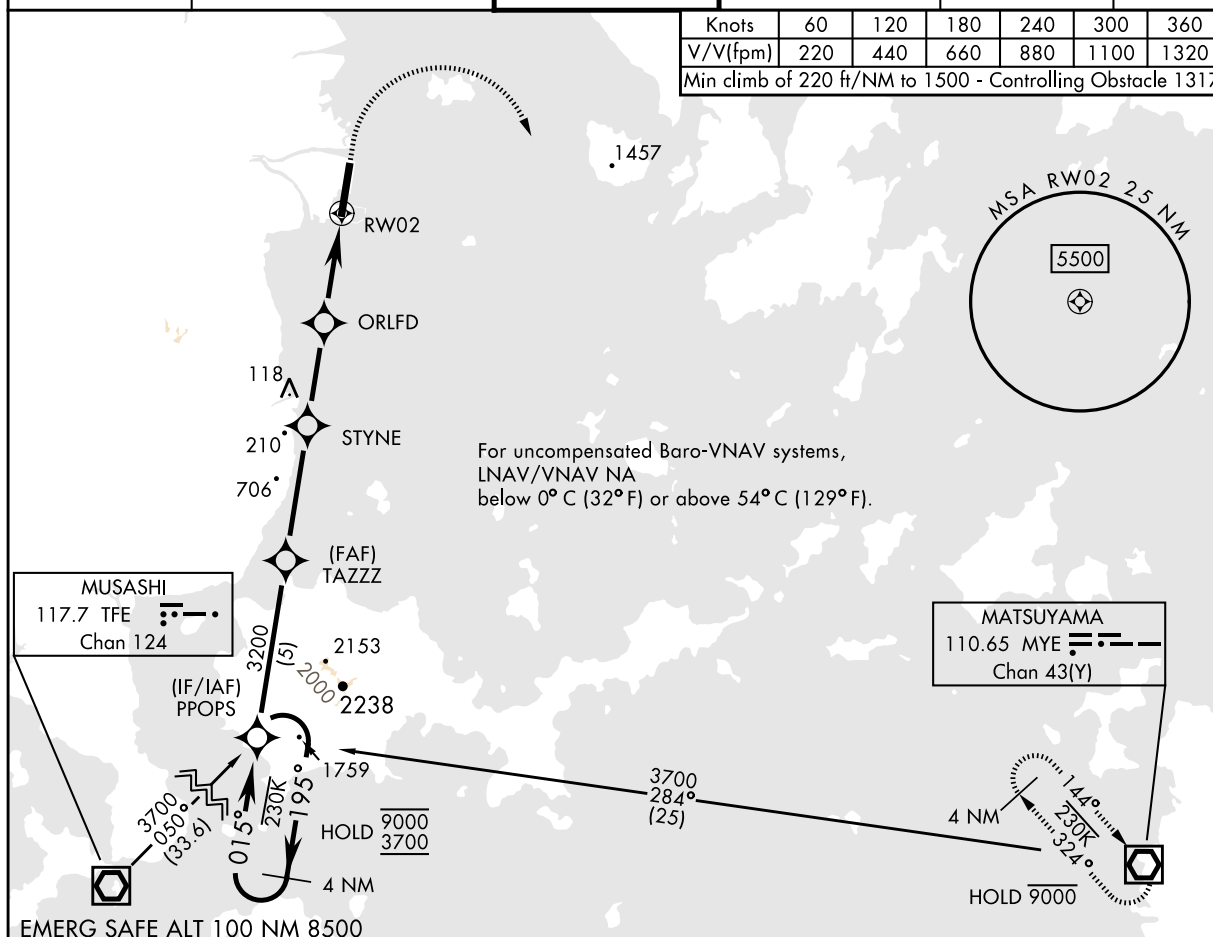 Knots 60 120 180 240 300 360
V/V(fpm) 220 440 660 880 1100 1320
Min climb of 220 ft/NM to 1500 - Controlling Obstacle 1317
1457
MSA RW02 25 NM
5500
RW02
ORLFD
118
STYNE
210
706
For uncompensated Baro-VNAV systems,
LNAV/VNAV NA
below 0° C (32° F) or above 54° C (129° F).
(FAF)
TAZZZ
MUSASHI
117.7 TFE
Chan 124
MATSUYAMA
110.65 MYE
Chan 43(Y)
3200
(5)
2153
2000
2238
(IF/IAF)
PPOPS
1759
3700
050°
(33.6)
015°
230K
195°
HOLD 9000
3700
4 NM
3700
284°
(25)
4 NM
144°
230K
324°
HOLD 9000
EMERG SAFE ALT 100 NM 8500